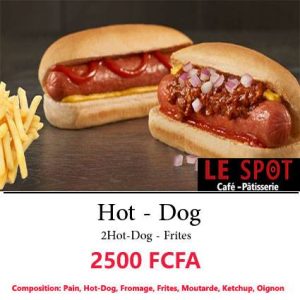 LE SPOT
Café -Pâtisserie
Hot - Dog
2Hot-Dog - Frites
2500 FCFA
Composition: Pain, Hot-Dog, Fromage, Frites, Moutarde, Ketchup, Oignon